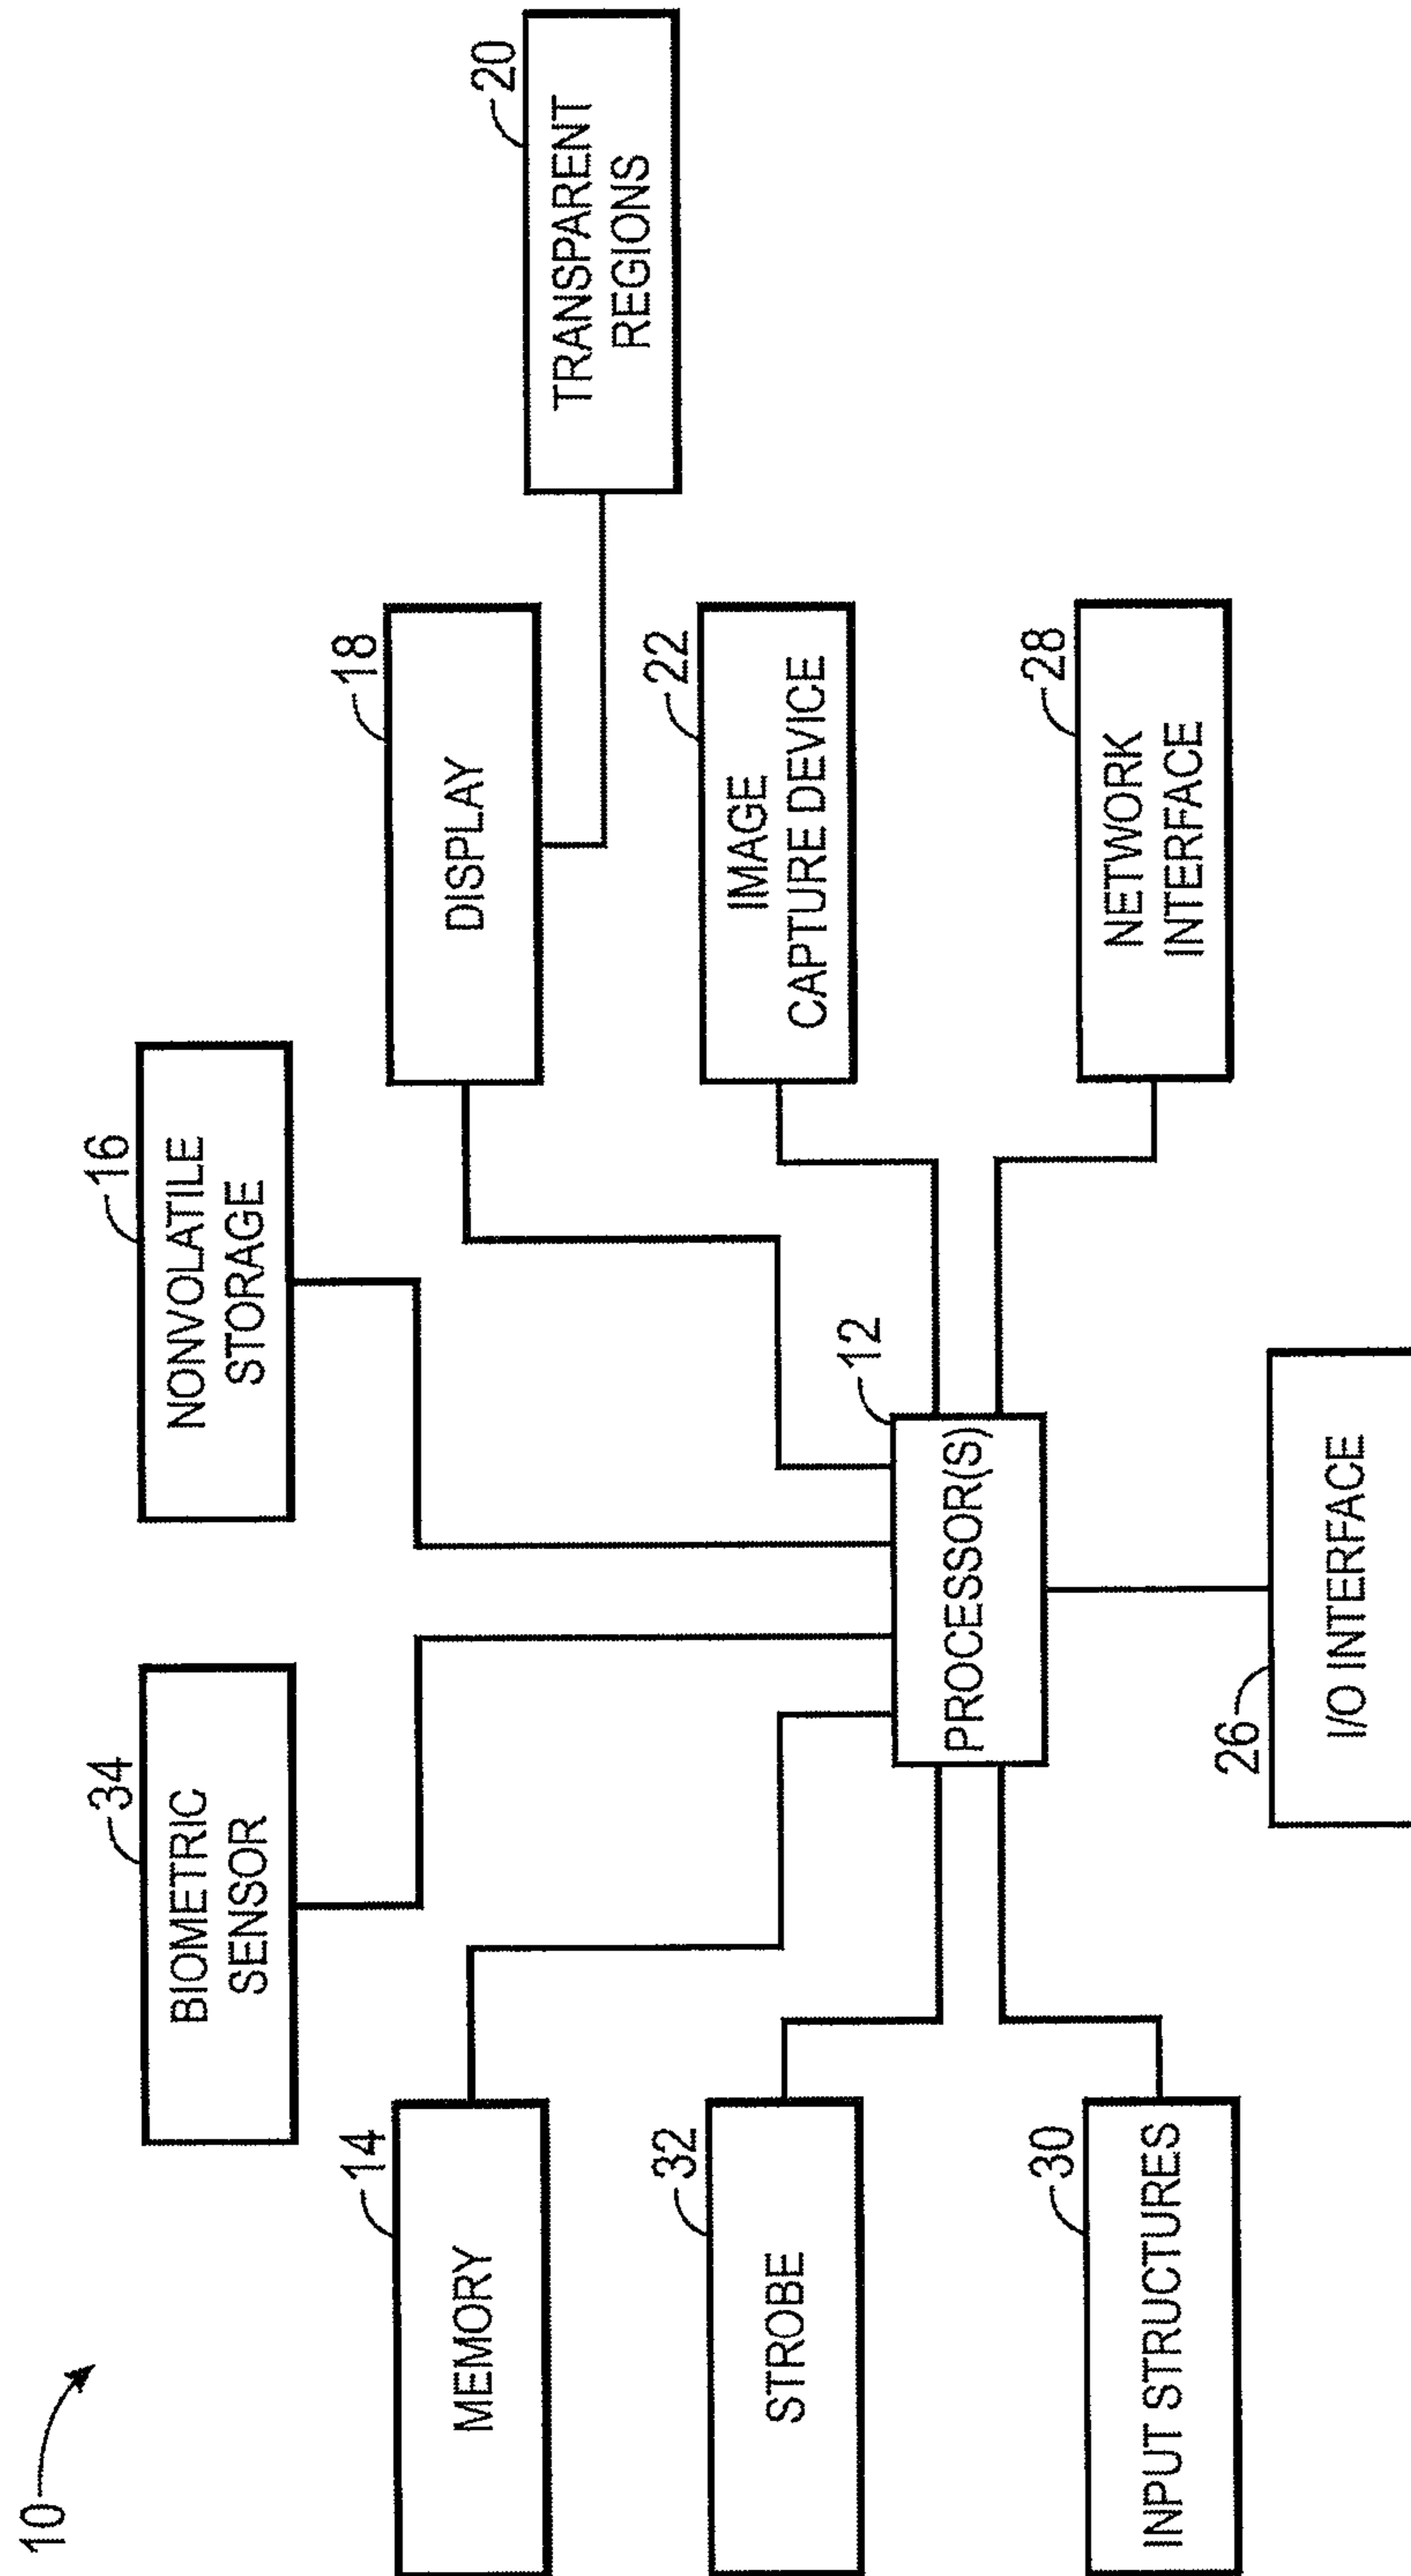 10
34
BIOMETRIC
SENSOR
16
NONVOLATILE
STORAGE
14
MEMORY
18
DISPLAY
20
TRANSPARENT
REGIONS
32
STROBE
12
PROCESSOR(S)
22
IMAGE
CAPTURE DEVICE
30
INPUT STRUCTURES
28
NETWORK
INTERFACE
26
I/O INTERFACE